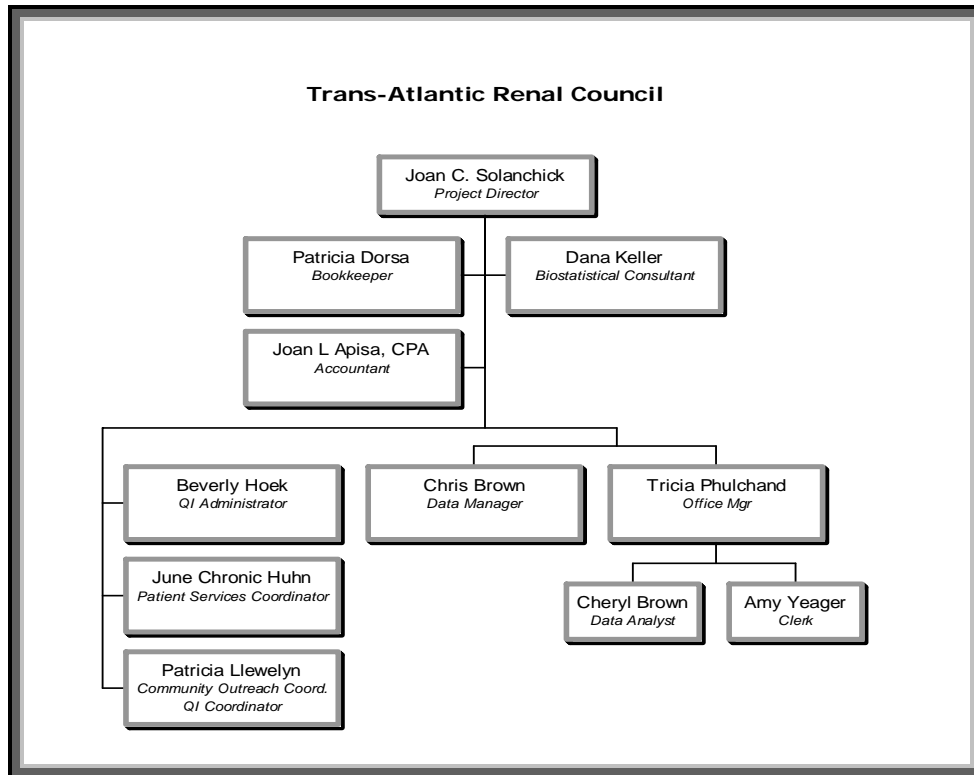 Trans-Atlantic Renal Council
Joan C. Solanchick
Project Director
Patricia Dorsa
Bookkeeper
Dana Keller
Biostatistical Consultant
Joan L Apisa, CPA
Accountant
Beverly Hoek
QI Administrator
Chris Brown
Data Manager
Tricia Phulchand
Office Mgr
June Chronic Huhn
Patient Services Coordinator
Cheryl Brown
Data Analyst
Amy Yeager
Clerk
Patricia Llewelyn
Community Outreach Coord.
QI Coordinator